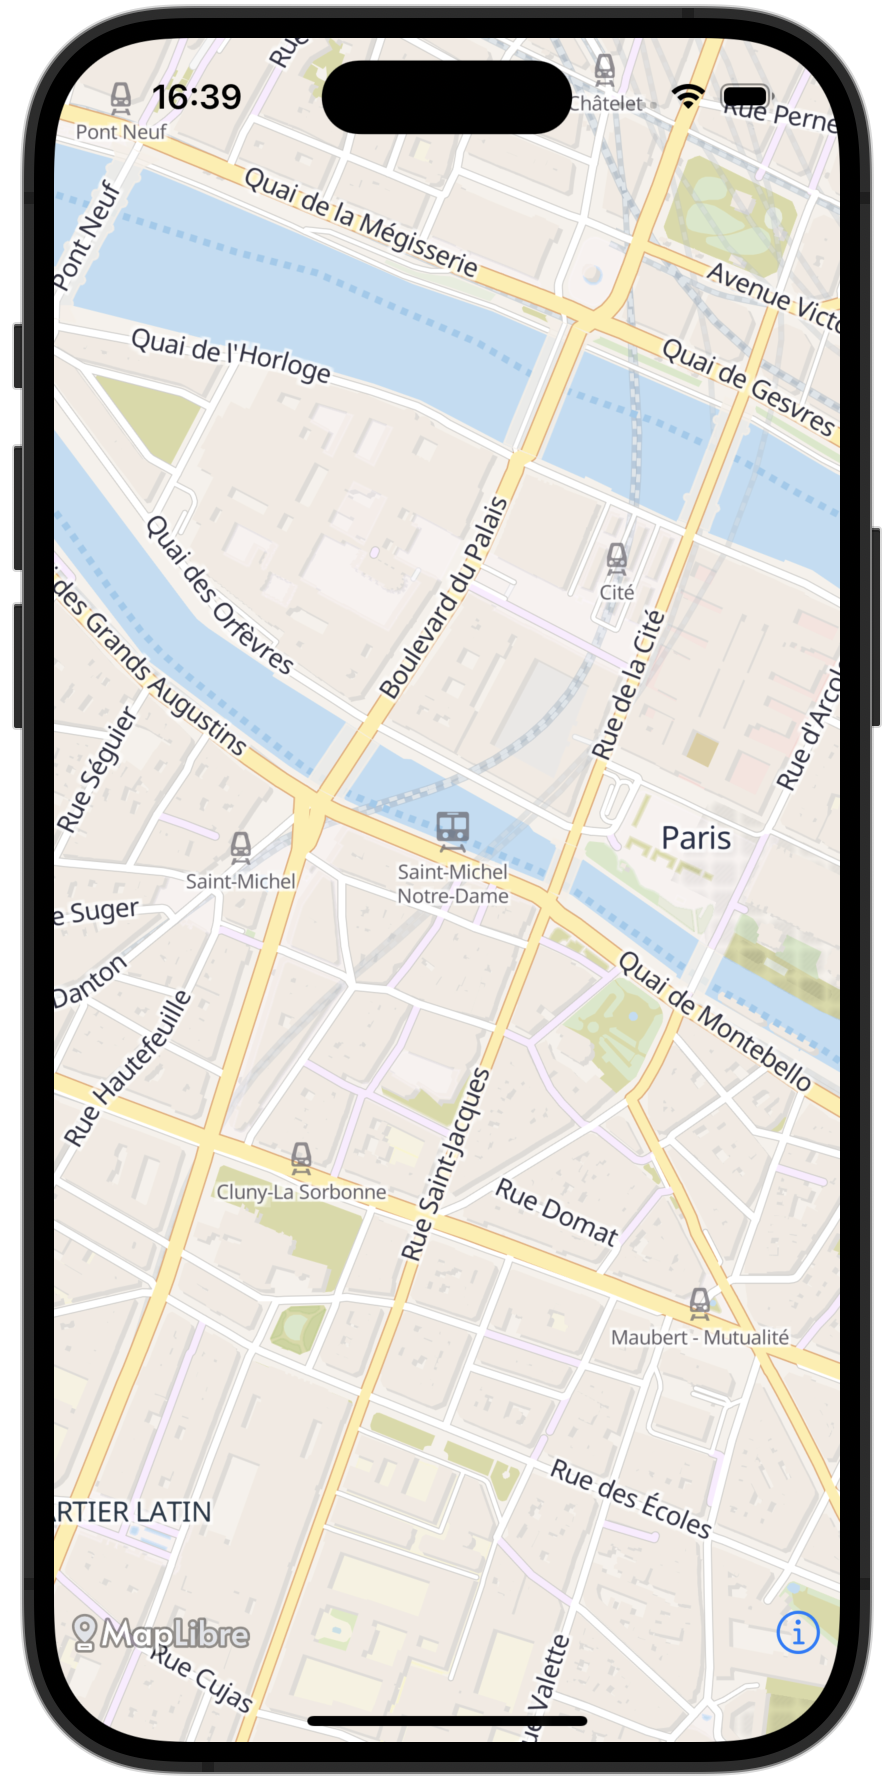 16:39
Rue
Châtelet
Rue Perne
Pont Neuf
Quai de la Mégisserie
Pont Neuf
Avenue Victo
Quai de l'Horloge
Quai de Gesvres
Boulevard du Palais
Quai des Orfèvres
Cité
des Grands Augustins
Rue de la Cité
Rue d'Arcol
Rue Séguier
Paris
Saint-Michel
Saint-Michel
Notre-Dame
e Suger
Danton
Quai de Montebello
Rue Hautefeuille
Rue Saint-Jacques
Cluny-La Sorbonne
Rue Domat
Maubert - Mutualité
Rue des Écoles
RTIER LATIN
MapLibre
i
Rue Cujas
ue Valette